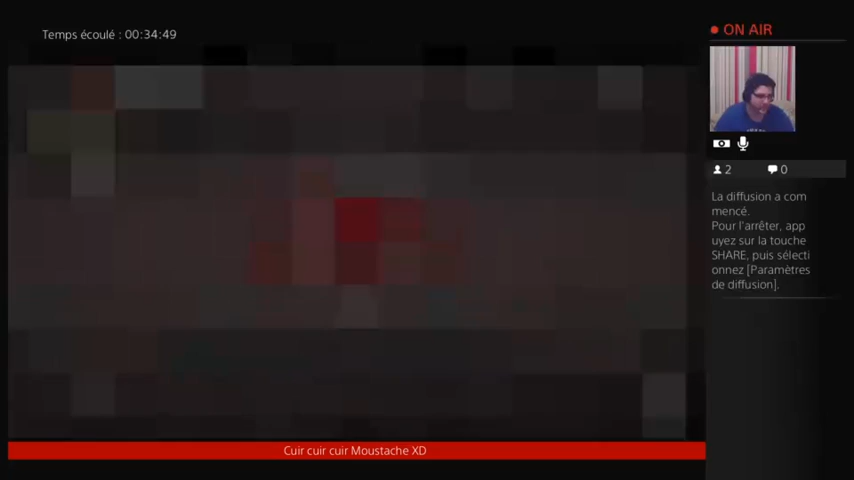 Temps écoulé : 00:34:49
ON AIR
2
0
La diffusion a com
mencé.
Pour l'arrêter, app
uyez sur la touche
SHARE, puis sélecti
onnez [Paramètres
de diffusion].
Cuir cuir cuir Moustache XD